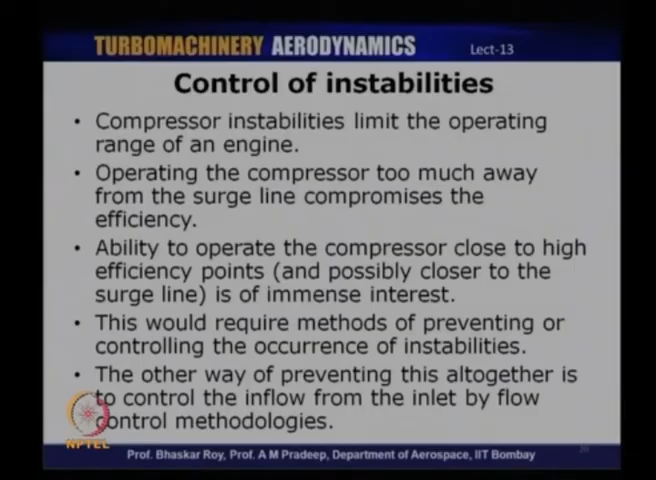 TURBOMACHINERY AERODYNAMICS Lect-13
Control of instabilities
• Compressor instabilities limit the operating
range of an engine.
• Operating the compressor too much away
from the surge line compromises the
efficiency.
• Ability to operate the compressor close to high
efficiency points (and possibly closer to the
surge line) is of immense interest.
• This would require methods of preventing or
controlling the occurrence of instabilities.
• The other way of preventing this altogether is
to control the inflow from the inlet by flow
control methodologies.
NPTEL
Prof. Bhaskar Roy, Prof. A M Pradeep, Department of Aerospace, IIT Bombay